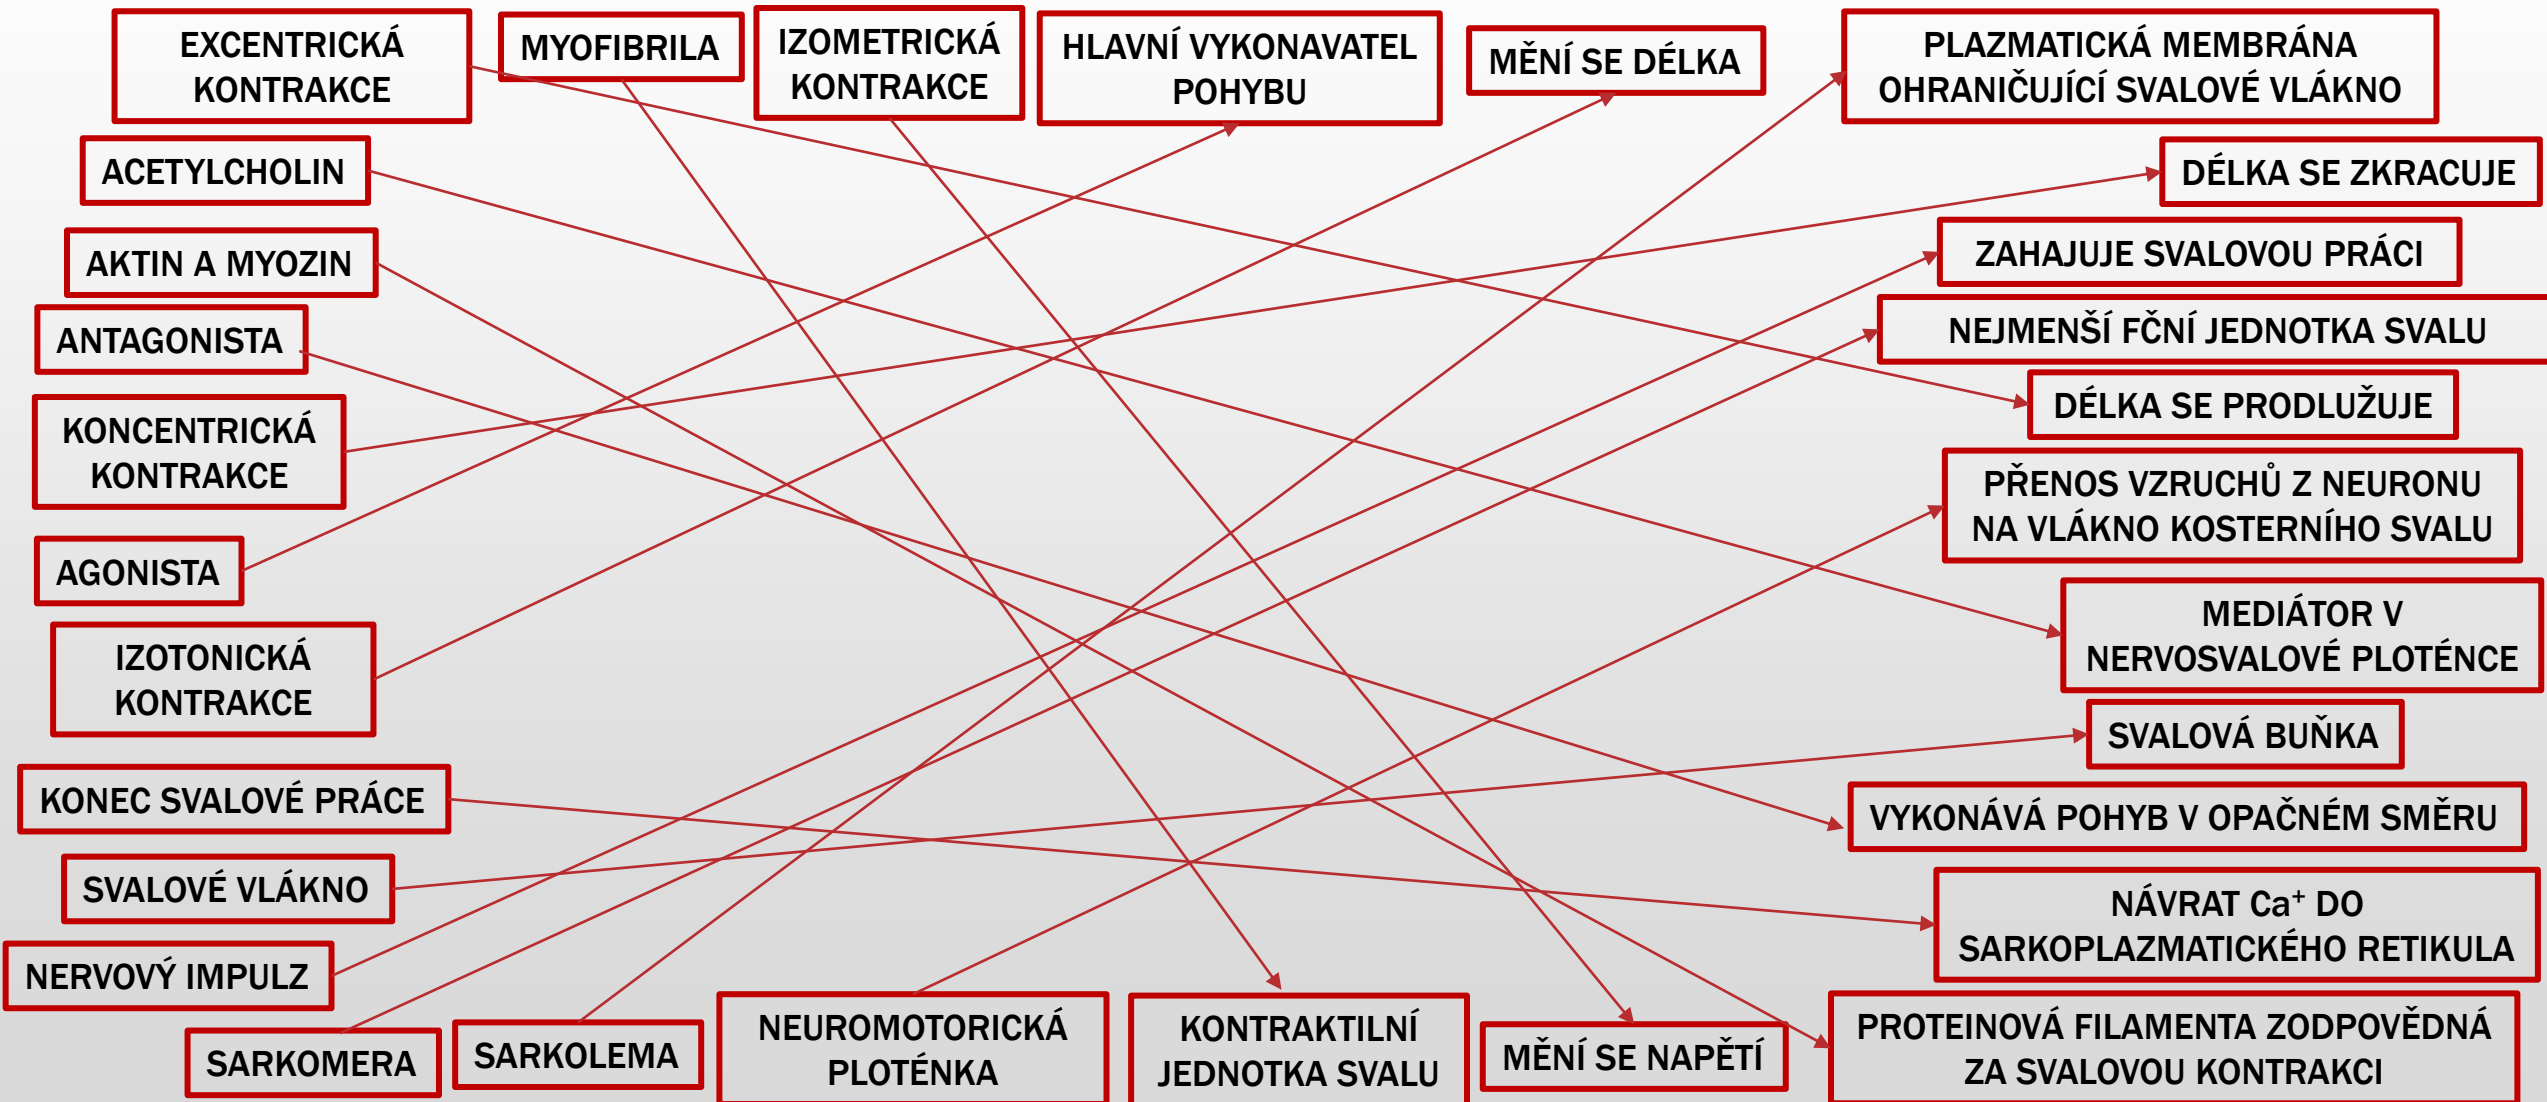 EXCENTRICKÁ
KONTRAKCE
MYOFIBRILA
IZOMETRICKÁ
KONTRAKCE
HLAVNÍ VYKONAVATEL
POHYBU
MĚNÍ SE DÉLKA
PLAZMATICKÁ MEMBRÁNA
OHRANIČUJÍCÍ SVALOVÉ VLÁKNO
ACETYLCHOLIN
DÉLKA SE ZKRACUJE
AKTIN A MYOZIN
ZAHAJUJE SVALOVOU PRÁCI
ANTAGONISTA
NEJMENŠÍ FČNÍ JEDNOTKA SVALU
KONCENTRICKÁ
KONTRAKCE
DÉLKA SE PRODLUŽUJE
PŘENOS VZRUCHŮ Z NEURONU
NA VLÁKNO KOSTERNÍHO SVALU
AGONISTA
MEDIÁTOR V
NERVOSVALOVÉ PLOTÉNCE
IZOTONICKÁ
KONTRAKCE
SVALOVÁ BUŇKA
KONEC SVALOVÉ PRÁCE
VYKONÁVÁ POHYB V OPAČNÉM SMĚRU
SVALOVÉ VLÁKNO
NÁVRAT Ca⁺ DO
SARKOPLAZMATICKÉHO RETIKULA
NERVOVÝ IMPULZ
SARKOMERA
SARKOLEMA
NEUROMOTORICKÁ
PLOTÉNKA
KONTRAKTILNÍ
JEDNOTKA SVALU
MĚNÍ SE NAPĚTÍ
PROTEINOVÁ FILAMENTA ZODPOVĚDNÁ
ZA SVALOVOU KONTRAKCI